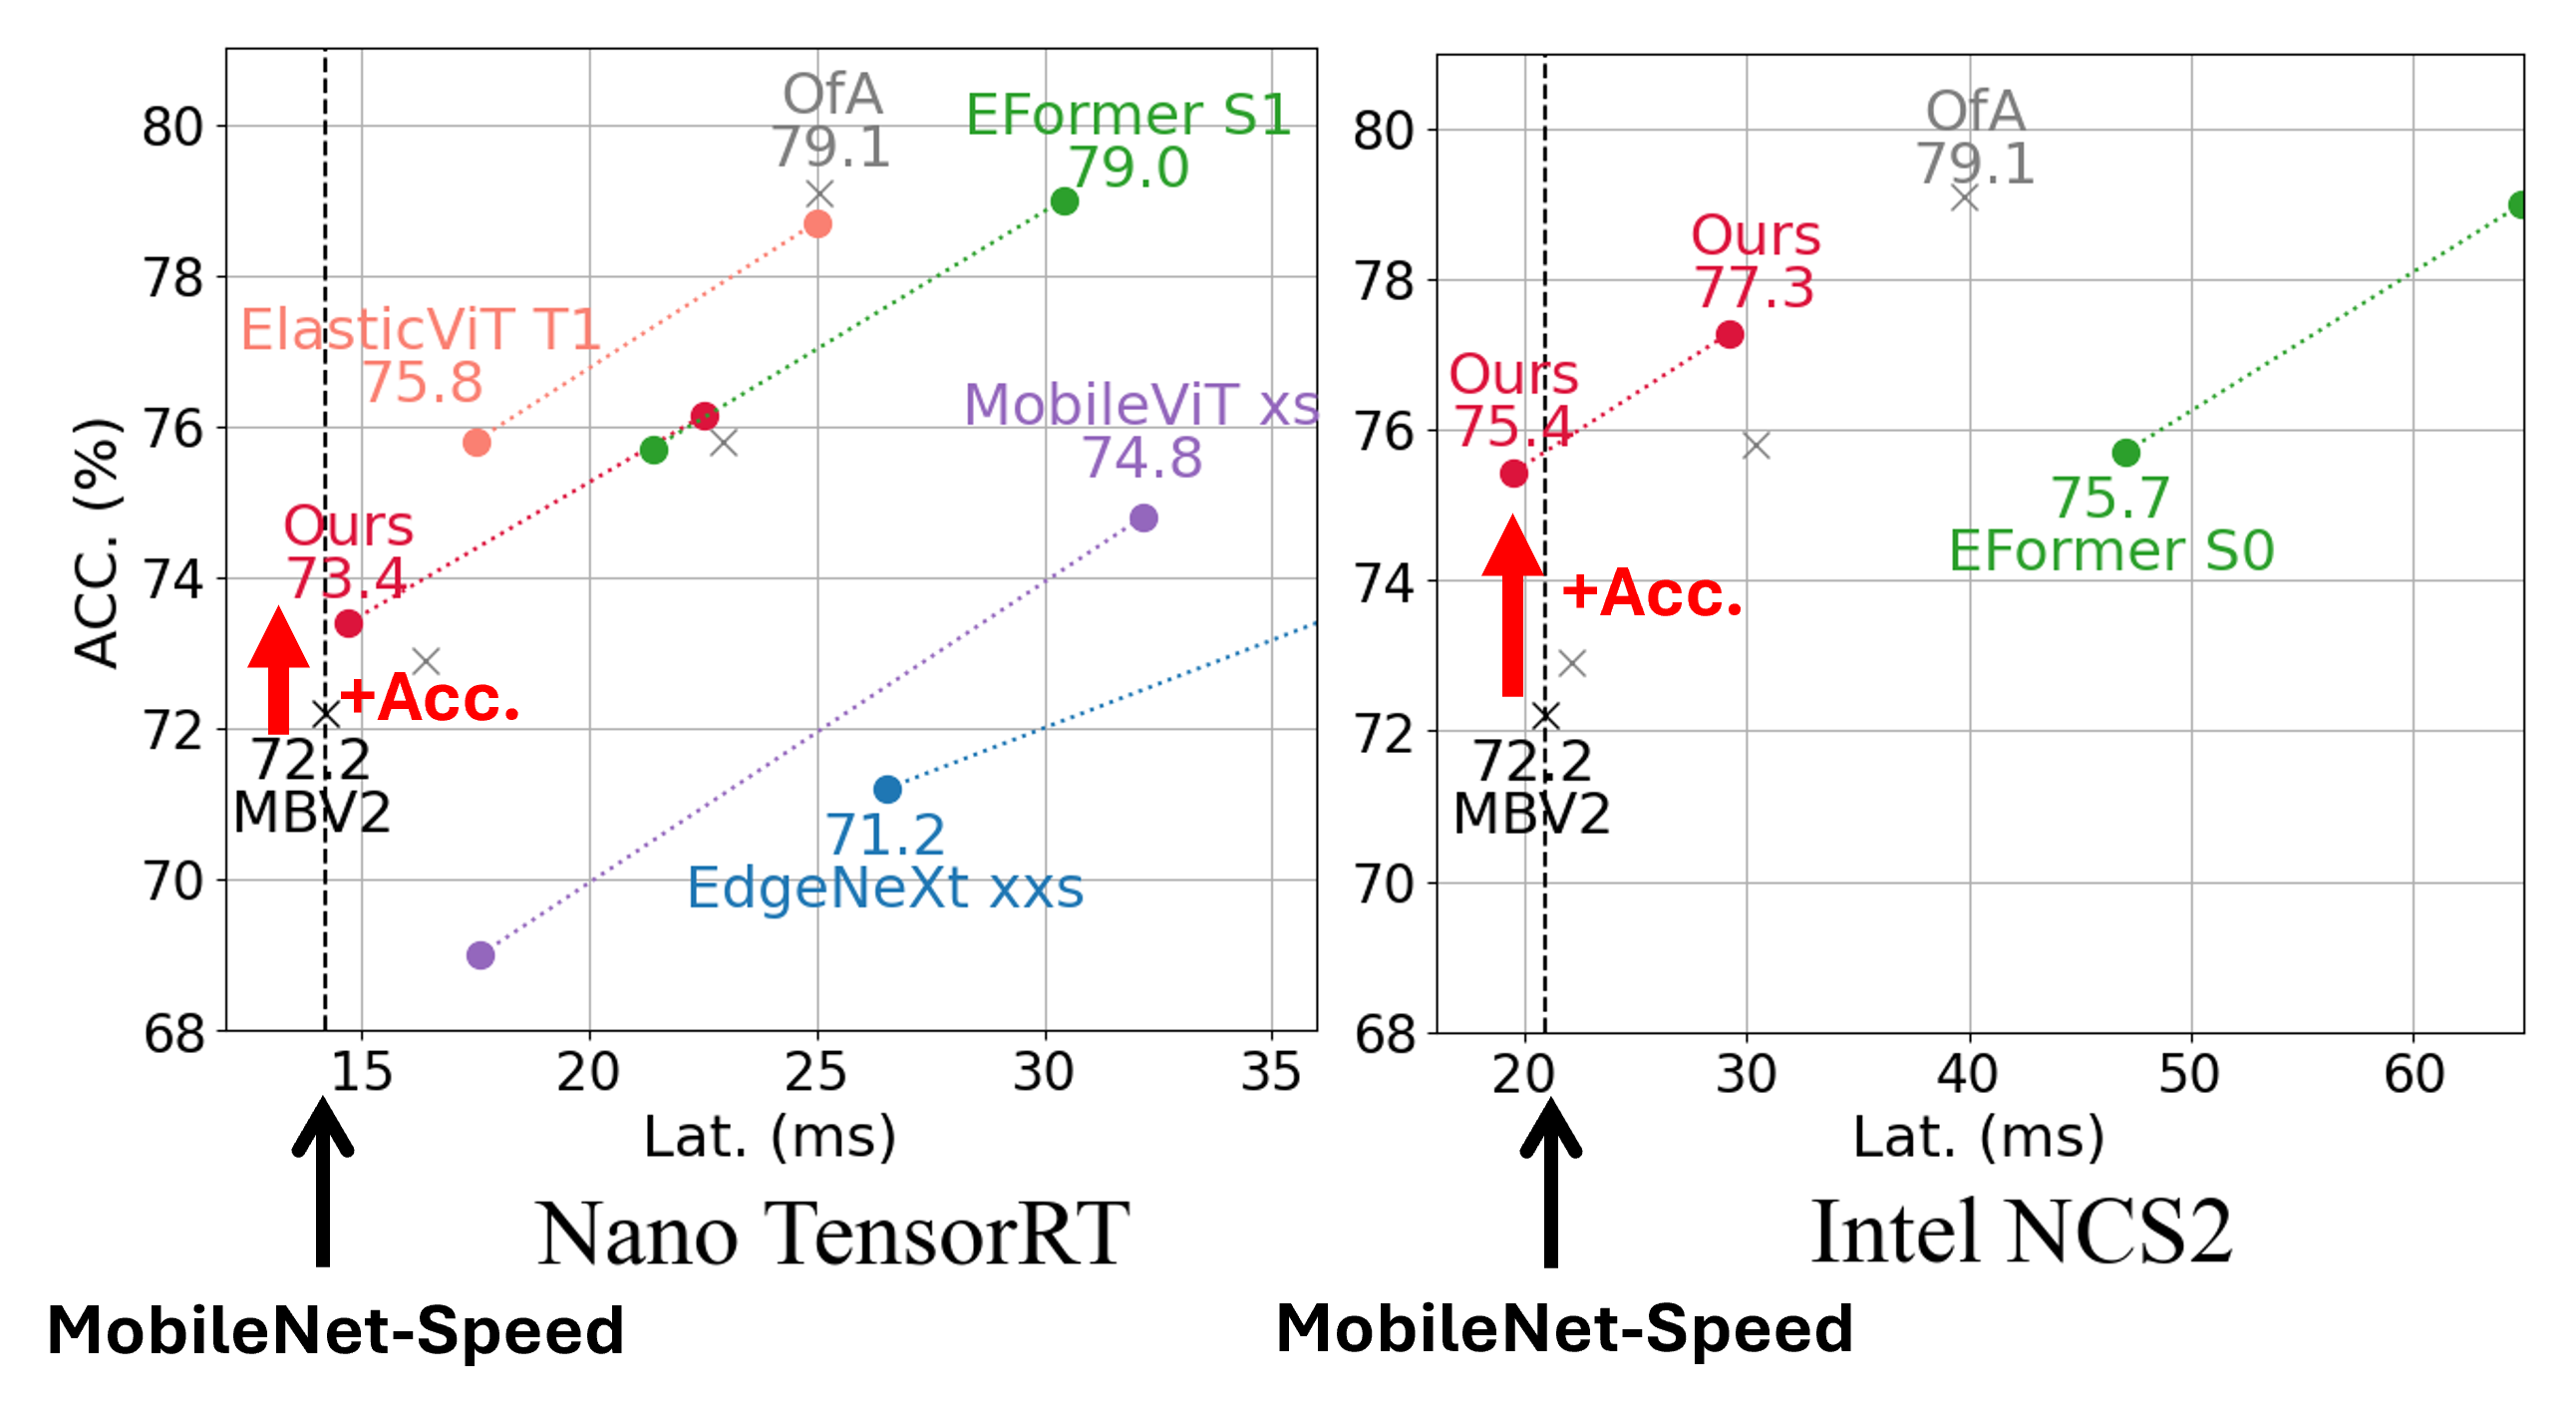 OfA
79.1
EFormer S1
79.0
ElasticViT T1
75.8
MobileViT xs
74.8
Ours
73.4
+Acc.
72.2
MBV2
71.2
EdgeNeXt xxs
80
78
76
74
72
70
68
ACC. (%)
15 20 25 30 35
Lat. (ms)
Nano TensorRT
MobileNet-Speed
OfA
79.1
Ours
77.3
Ours
75.4
75.7
EFormer S0
+Acc.
72.2
MBV2
80
78
76
74
72
70
68
20 30 40 50 60
Lat. (ms)
Intel NCS2
MobileNet-Speed